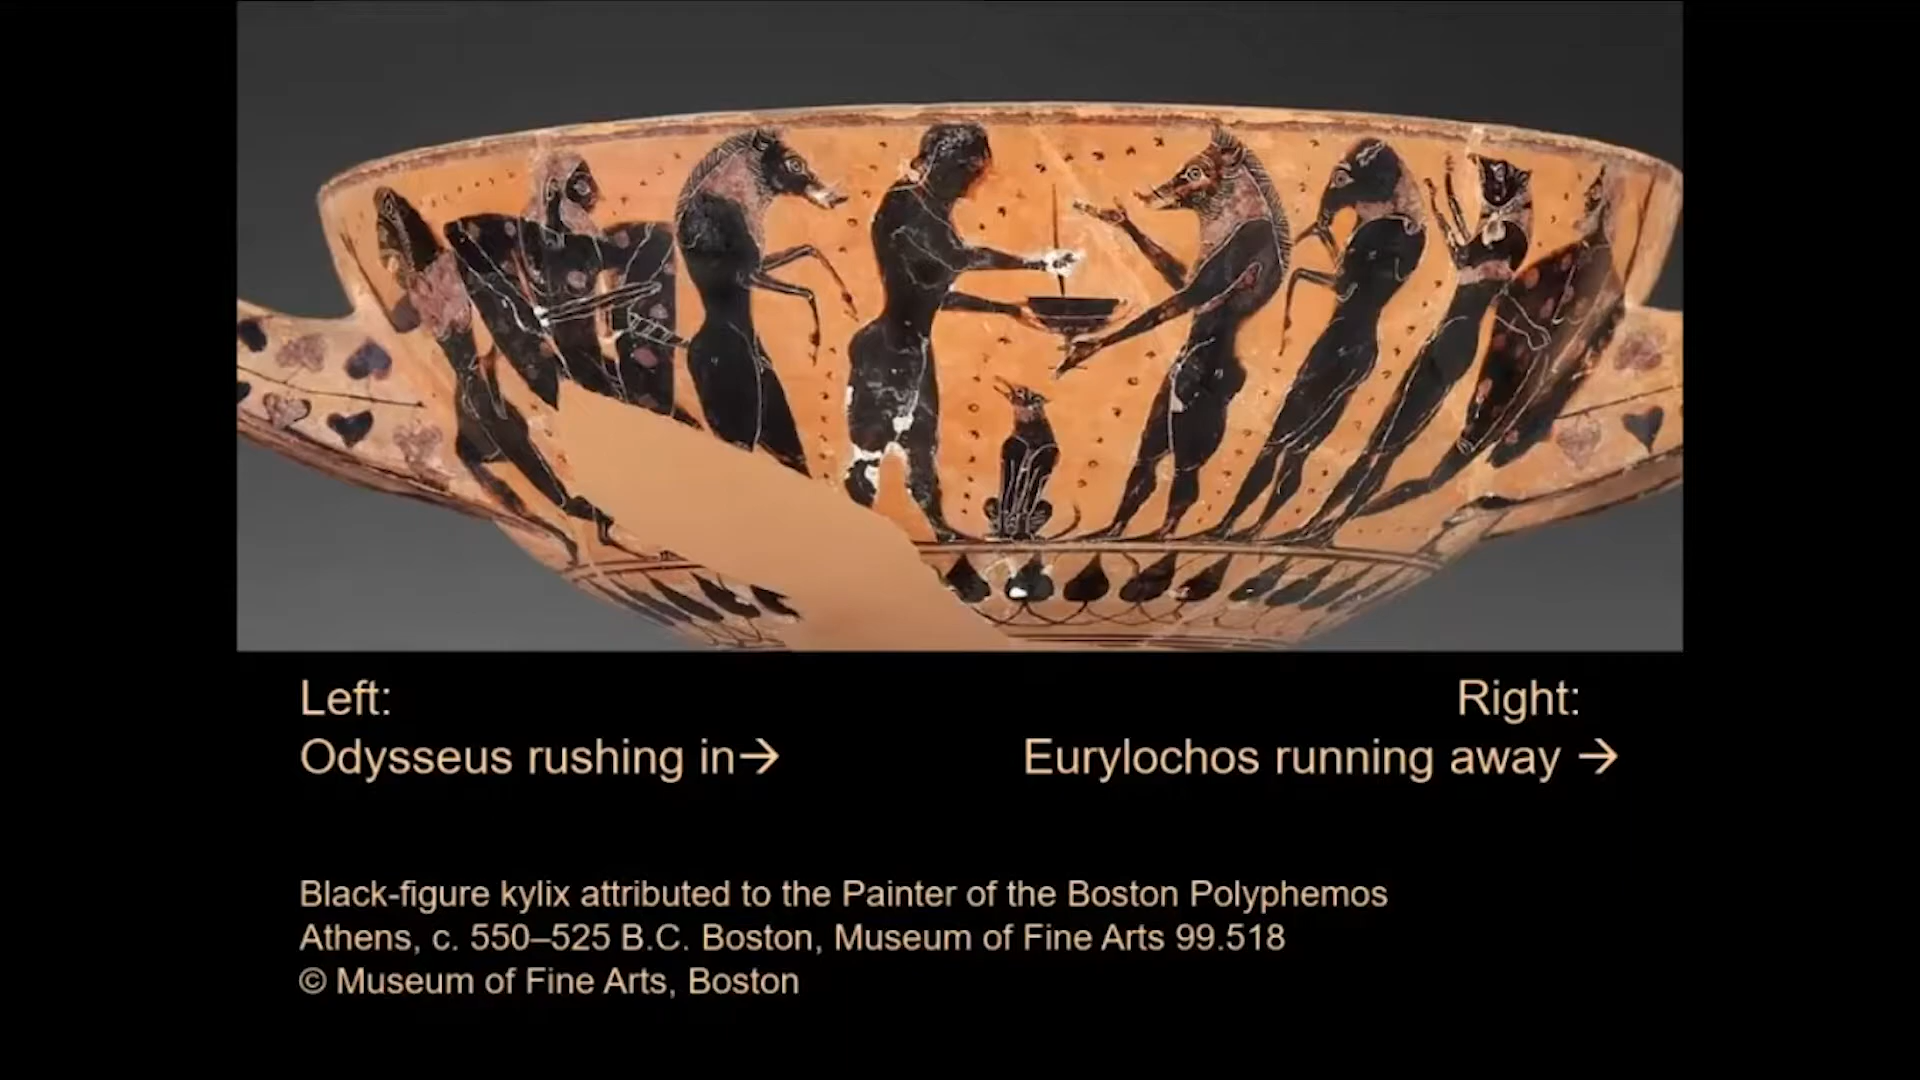 Left:
Right:
Odysseus rushing in→
Eurylochos running away →
Black-figure kylix attributed to the Painter of the Boston Polyphemos
Athens, c. 550–525 B.C. Boston, Museum of Fine Arts 99.518
© Museum of Fine Arts, Boston